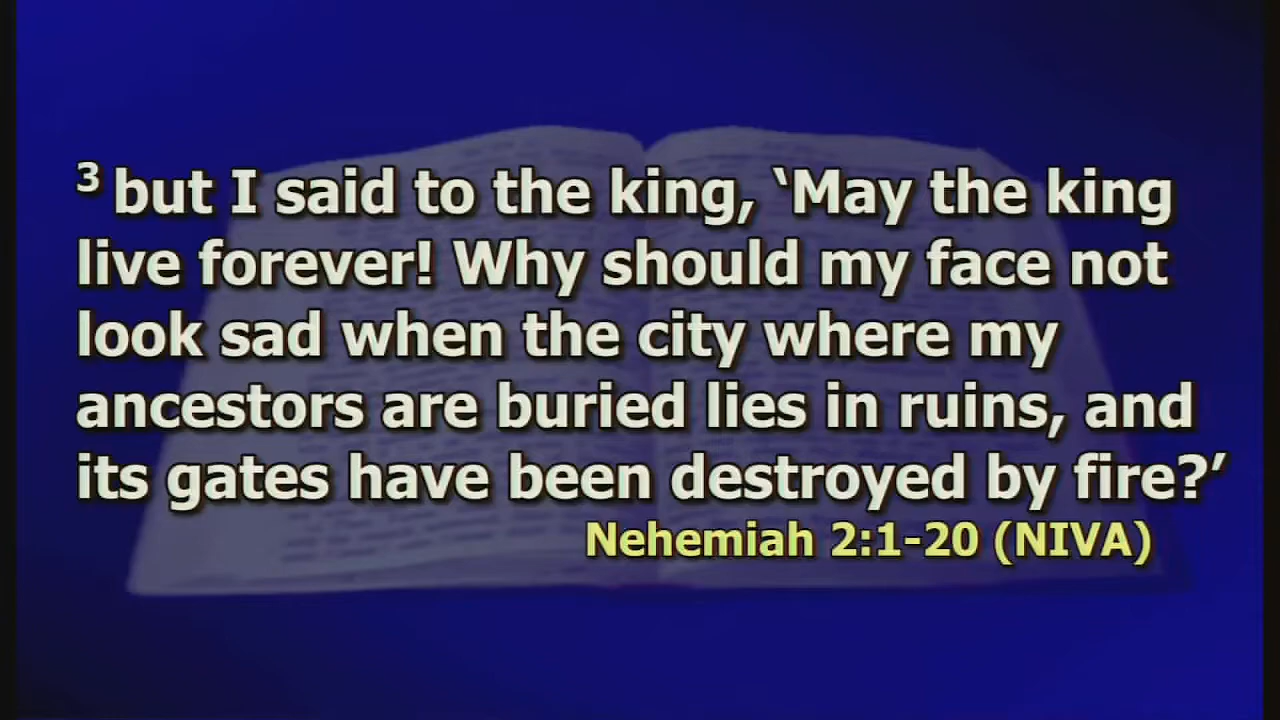 3 but I said to the king, ‘May the king
live forever! Why should my face not
look sad when the city where my
ancestors are buried lies in ruins, and
its gates have been destroyed by fire?’
Nehemiah 2:1-20 (NIVA)